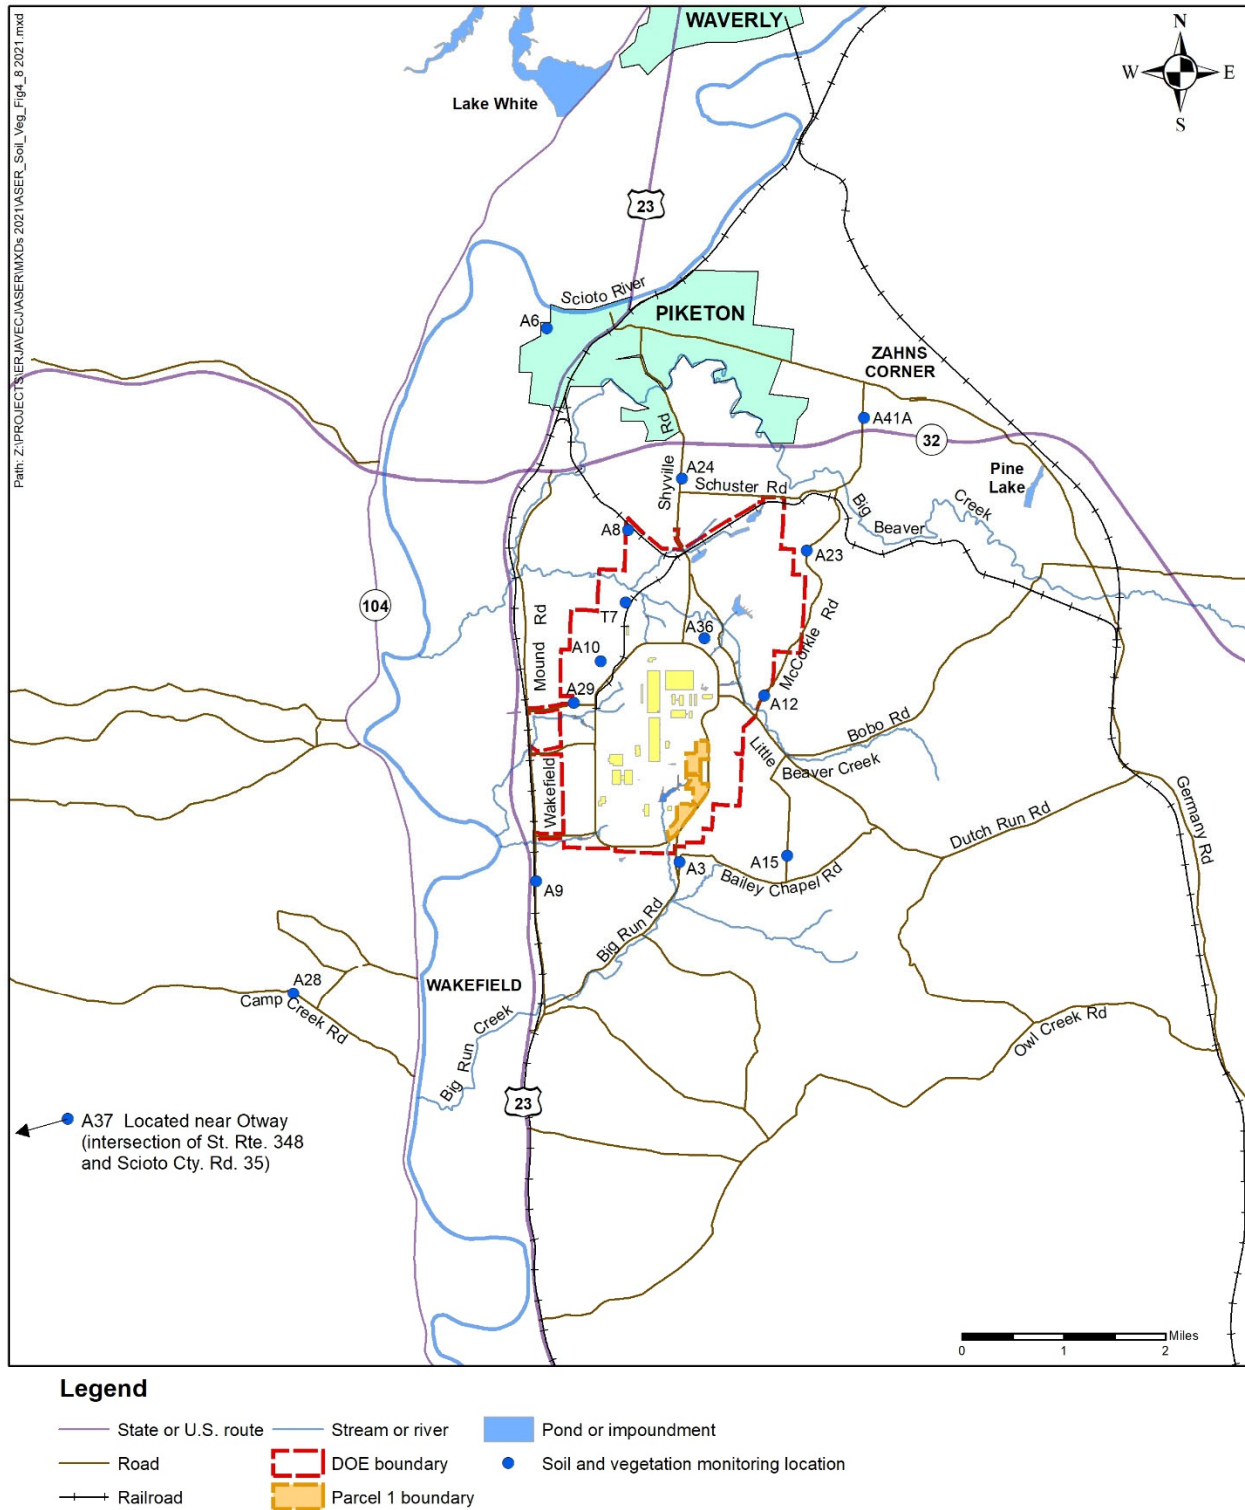 Path: Z:\PROJECTS\ERJAVECJ\ASER\MXDs 2021\ASER_Soil_Veg_Fig4_8 2021.mxd
WAVERLY
N
W
E
S
Lake White
23
Scioto River
PIKETON
A6
ZAHNS
CORNER
A41A
32
Shyville Rd
A24
Schuster Rd
Pine
Lake
Big Beaver Creek
A8
A23
104
T7
A36
Mound Rd
McCorkle Rd
A10
A29
A12
Bobo Rd
Little
Beaver Creek
Wakefield
Germany Rd
Dutch Run Rd
A15
A3
Bailey Chapel Rd
A9
Big Run Rd
A28
WAKEFIELD
Camp Creek Rd
Big Run Creek
Owl Creek Rd
23
A37 Located near Otway
(intersection of St. Rte. 348
and Scioto Cty. Rd. 35)
Miles
0 1 2
Legend
State or U.S. route
Stream or river
Pond or impoundment
Road
DOE boundary
Soil and vegetation monitoring location
Railroad
Parcel 1 boundary